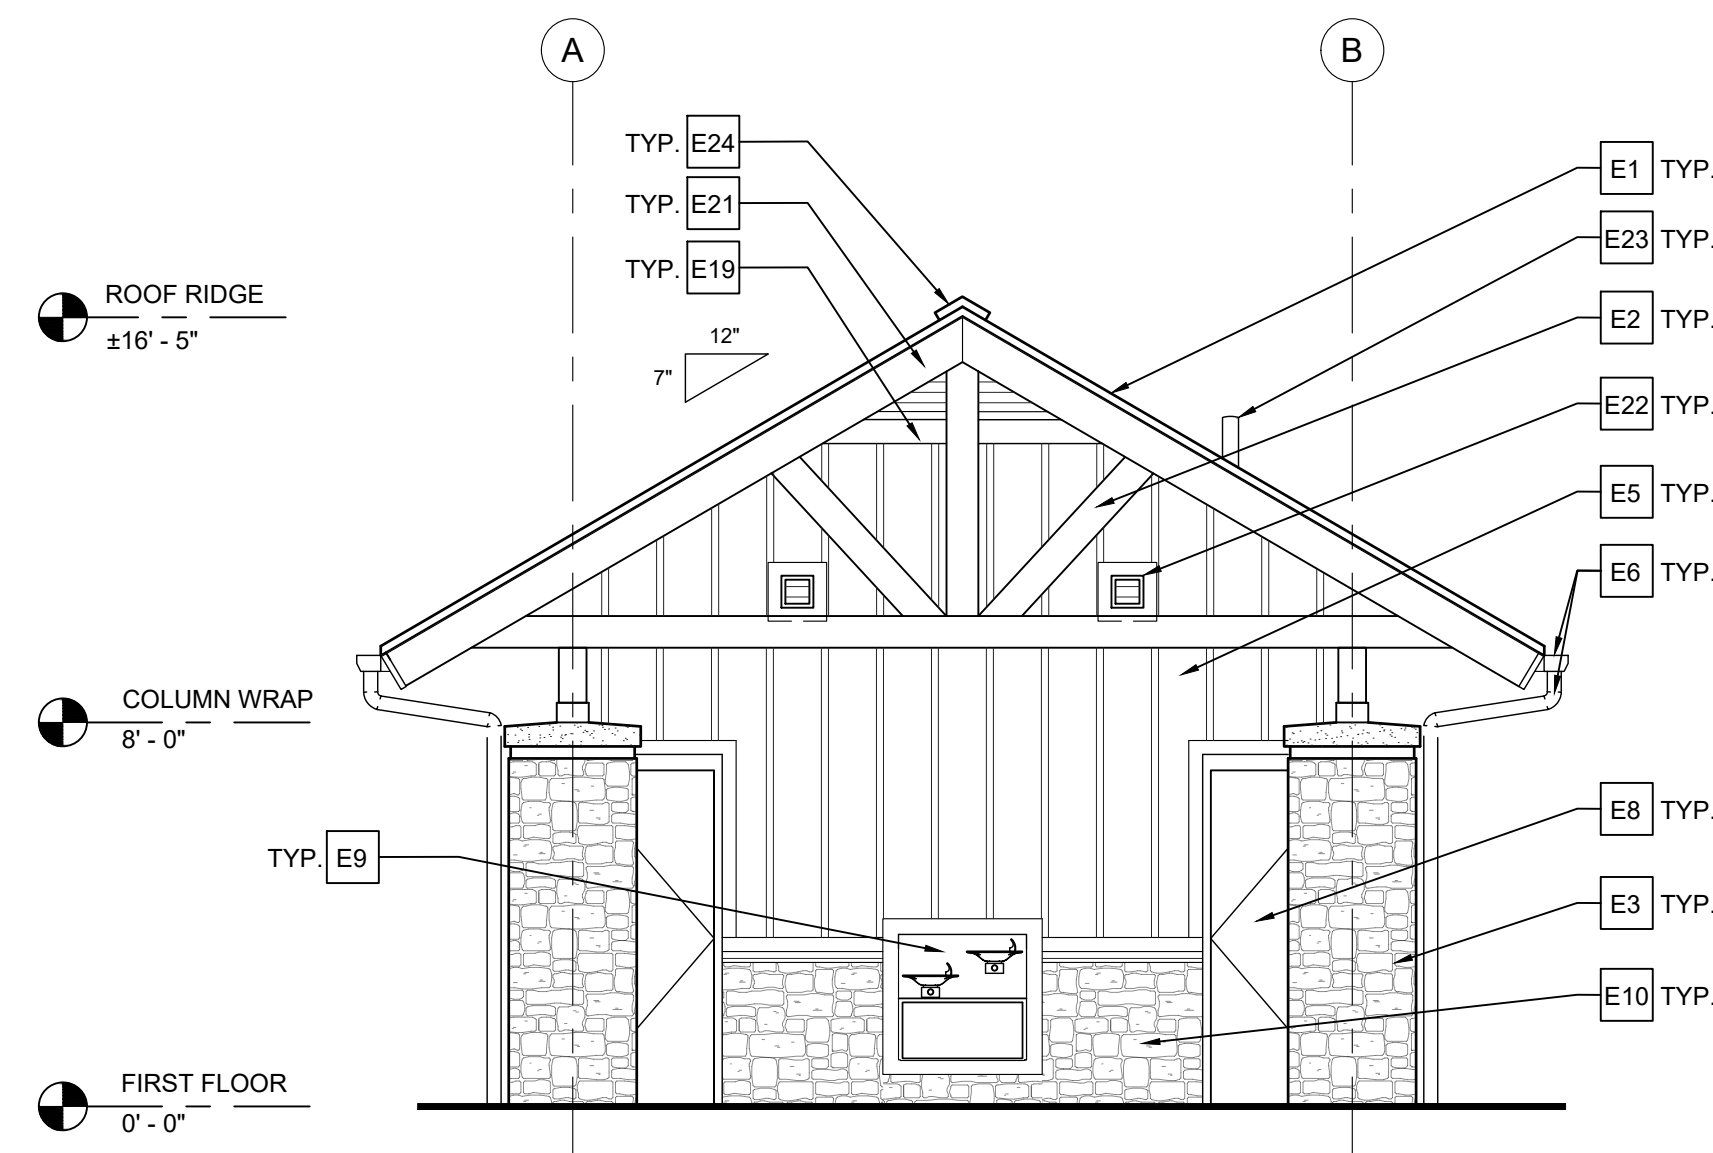 A
B
TYP. E24
TYP. E21
TYP. E19
E1 TYP.
E23 TYP.
E2 TYP.
E22 TYP.
E5 TYP.
E6 TYP.
ROOF RIDGE
±16' - 5"
12"
7"
COLUMN WRAP
8' - 0"
TYP. E9
E8 TYP.
E3 TYP.
E10 TYP.
FIRST FLOOR
0' - 0"